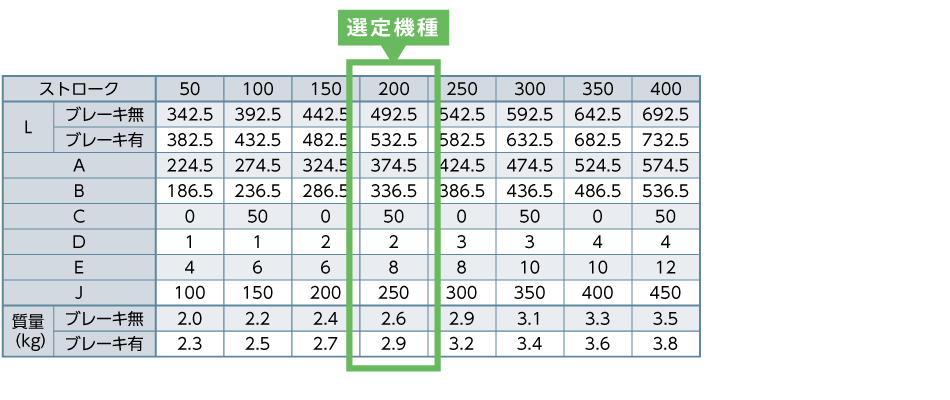 選定機種
ストローク 50 100 150 200 250 300 350 400
L ブレーキ無 342.5 392.5 442.5 492.5 542.5 592.5 642.5 692.5
ブレーキ有 382.5 432.5 482.5 532.5 582.5 632.5 682.5 732.5
A 224.5 274.5 324.5 374.5 424.5 474.5 524.5 574.5
B 186.5 236.5 286.5 336.5 386.5 436.5 486.5 536.5
C 0 50 0 50 0 50 0 50
D 1 1 2 2 3 3 4 4
E 4 6 6 8 8 10 10 12
J 100 150 200 250 300 350 400 450
質量 (kg) ブレーキ無 2.0 2.2 2.4 2.6 2.9 3.1 3.3 3.5
ブレーキ有 2.3 2.5 2.7 2.9 3.2 3.4 3.6 3.8